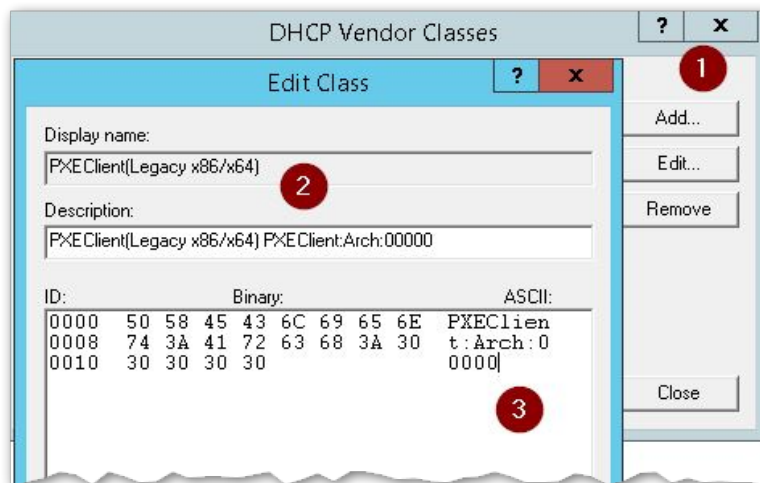 DHCP Vendor Classes ? x
1
Edit Class ? x
Add...
Display name:
PXEClient(Legacy x86/x64)
Edit...
2
Description:
Remove
PXEClient(Legacy x86/x64) PXEClient:Arch:00000
ID: Binary: ASCII:
0000 50 58 45 43 6C 69 65 6E PXEClien
0008 74 3A 41 72 63 68 3A 30 t:Arch:0
0010 30 30 30 30 0000
3
Close